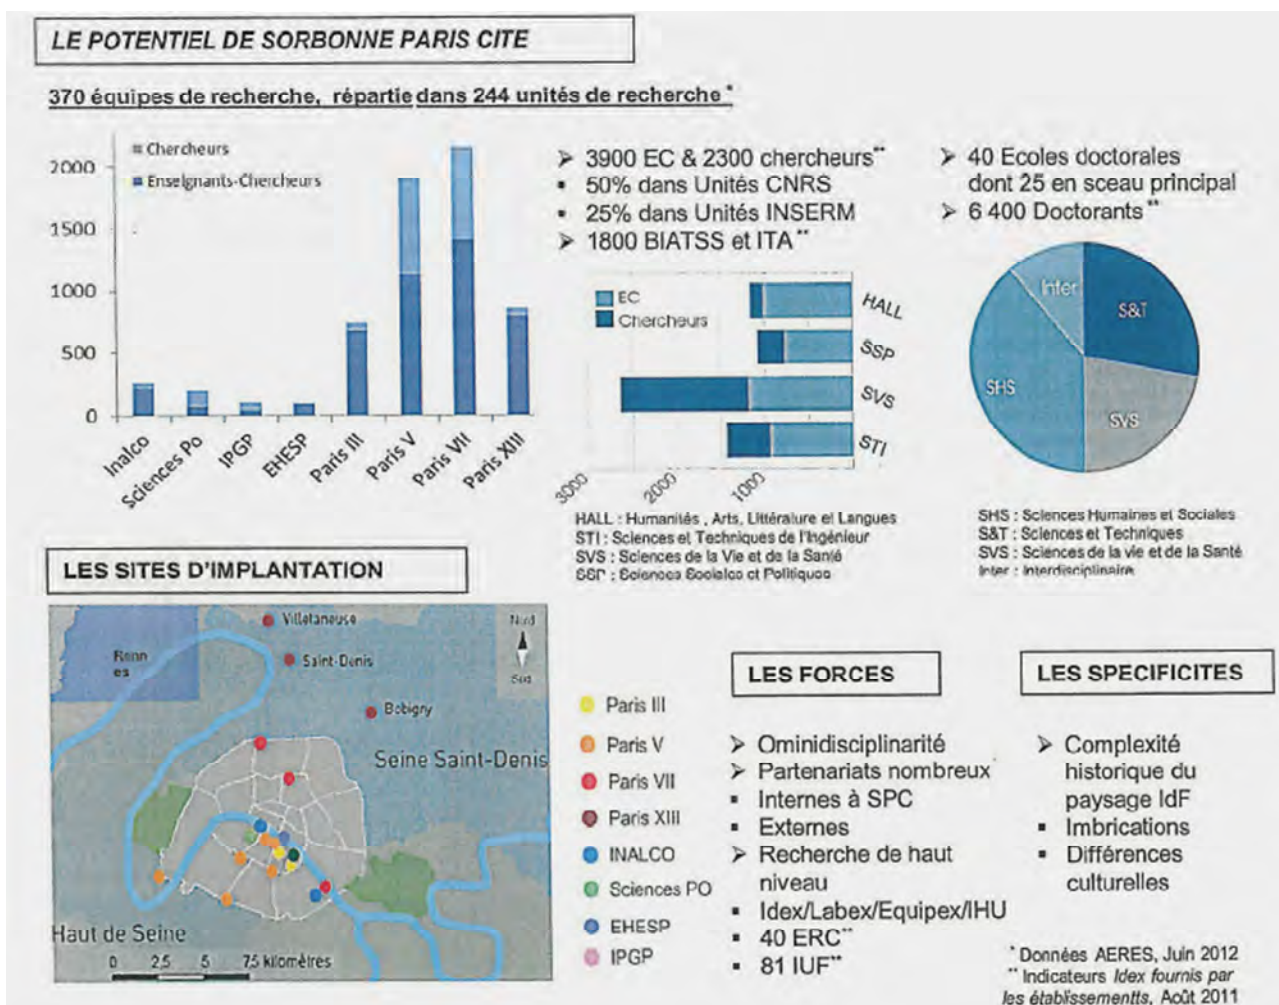 LE POTENTIEL DE SORBONNE PARIS CITE
370 équipes de recherche, répartie dans 244 unités de recherche *
Chercheurs
Enseignants-Chercheurs
2000
1500
1000
500
0
Inalco
Sciences Po
IPGP
EHESP
Paris III
Paris V
Paris VII
Paris XIII
➢ 3900 EC & 2300 chercheurs**
▪ 50% dans Unités CNRS
▪ 25% dans Unités INSERM
➢ 1800 BIATSS et ITA **
EC
Chercheurs
HALL
SSP
SVS
STI
3000
2000
1000
HALL : Humanités , Arts, Littérature et Langues
STI : Sciences et Techniques de l'Ingénieur
SVS : Sciences de la Vie et de la Santé
SSP : Sciences Sociales et Politiques
➢ 40 Ecoles doctorales
dont 25 en sceau principal
➢ 6 400 Doctorants **
Inter
S&T
SHS
SVS
SHS : Sciences Humaines et Sociales
S&T : Sciences et Techniques
SVS : Sciences de la vie et de la Santé
Inter : Interdisciplinaire
LES SITES D'IMPLANTATION
Villetaneuse
Nord
Sud
Renn
es
Saint-Denis
Bobigny
Seine Saint-Denis
Haut de Seine
0 2,5 5 7,5 kilomètres
Paris III
Paris V
Paris VII
Paris XIII
INALCO
Sciences PO
EHESP
IPGP
LES FORCES
➢ Ominidisciplinarité
➢ Partenariats nombreux
▪ Internes à SPC
▪ Externes
➢ Recherche de haut
niveau
▪ Idex/Labex/Equipex/IHU
▪ 40 ERC**
▪ 81 IUF**
LES SPECIFICITES
➢ Complexité
historique du
paysage IdF
▪ Imbrications
▪ Différences
culturelles
* Données AERES, Juin 2012
** Indicateurs Idex fournis par
les établissementts, Août 2011